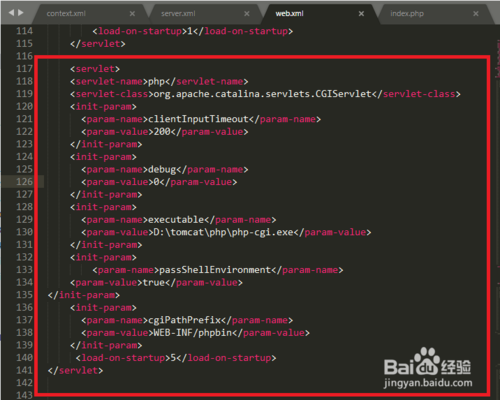 context.xml × server.xml × web.xml × index.php
114 <load-on-startup>1</load-on-startup>
115 </servlet>
116
117 <servlet>
118 <servlet-name>php</servlet-name>
119 <servlet-class>org.apache.catalina.servlets.CGIServlet</servlet-class>
120 <init-param>
121 <param-name>clientInputTimeout</param-name>
122 <param-value>200</param-value>
123 </init-param>
124 <init-param>
125 <param-name>debug</param-name>
126 <param-value>0</param-value>
127 </init-param>
128 <init-param>
129 <param-name>executable</param-name>
130 <param-value>D:\tomcat\php\php-cgi.exe</param-value>
131 </init-param>
132 <init-param>
133 <param-name>passShellEnvironment</param-name>
134 <param-value>true</param-value>
135 </init-param>
136 <init-param>
137 <param-name>cgiPathPrefix</param-name>
138 <param-value>WEB-INF/phpbin</param-value>
139 </init-param>
140 <load-on-startup>5</load-on-startup>
141 </servlet>
142
143
Baidu 经验
jingyan.baidu.com